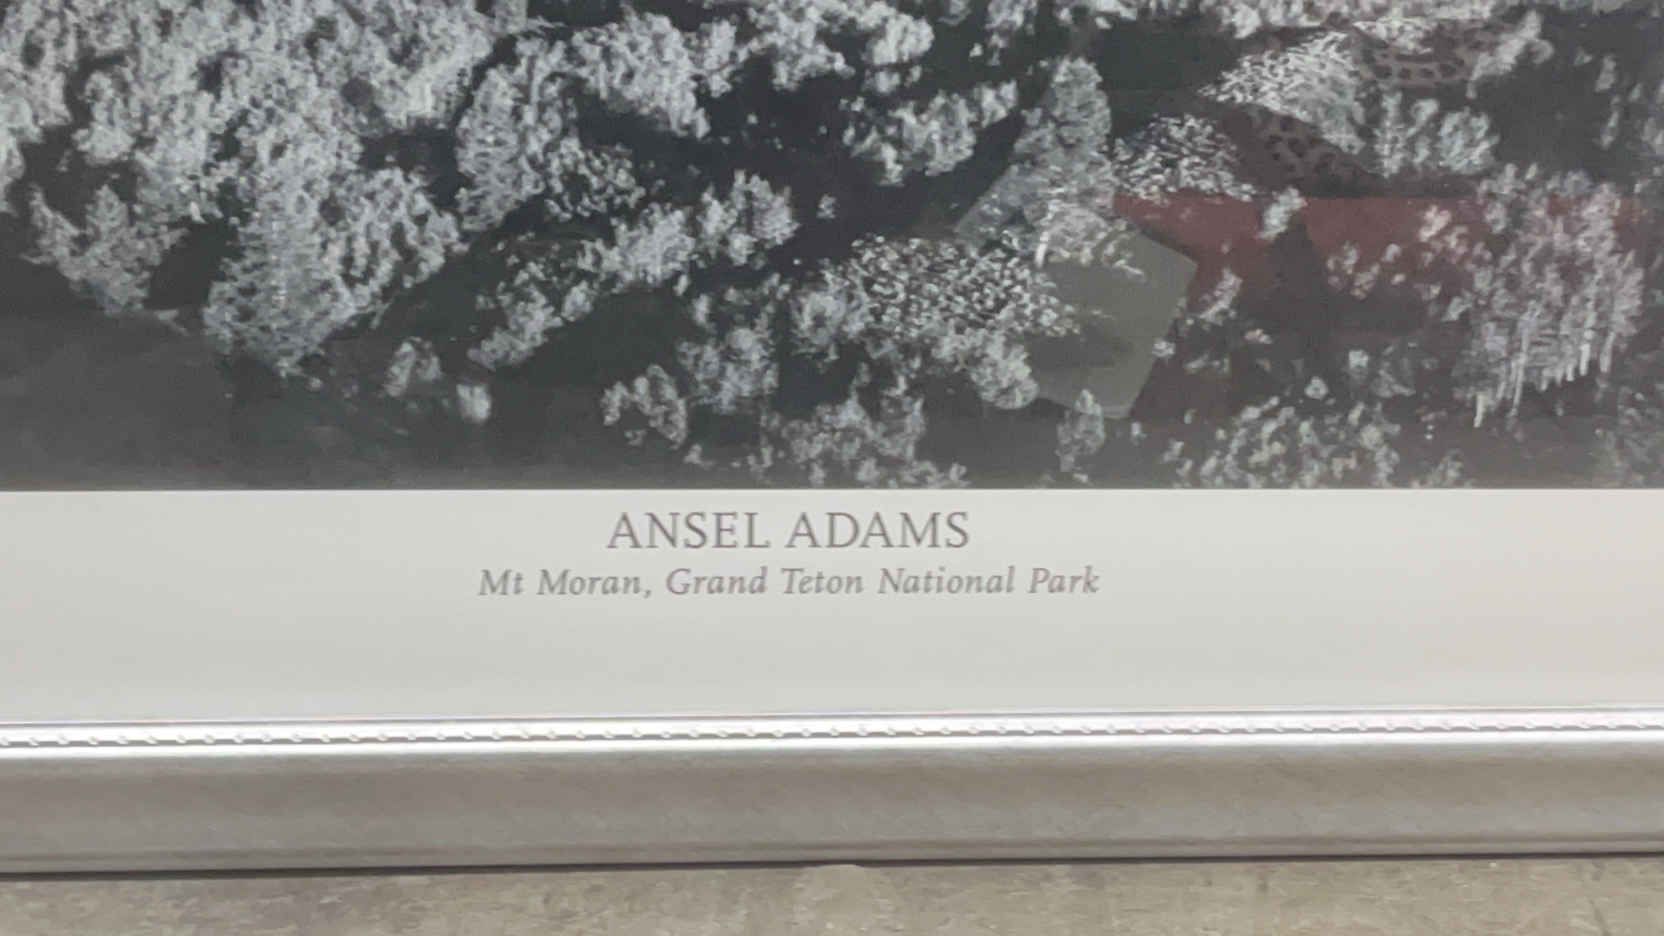 ANSEL ADAMS
Mt Moran, Grand Teton National Park